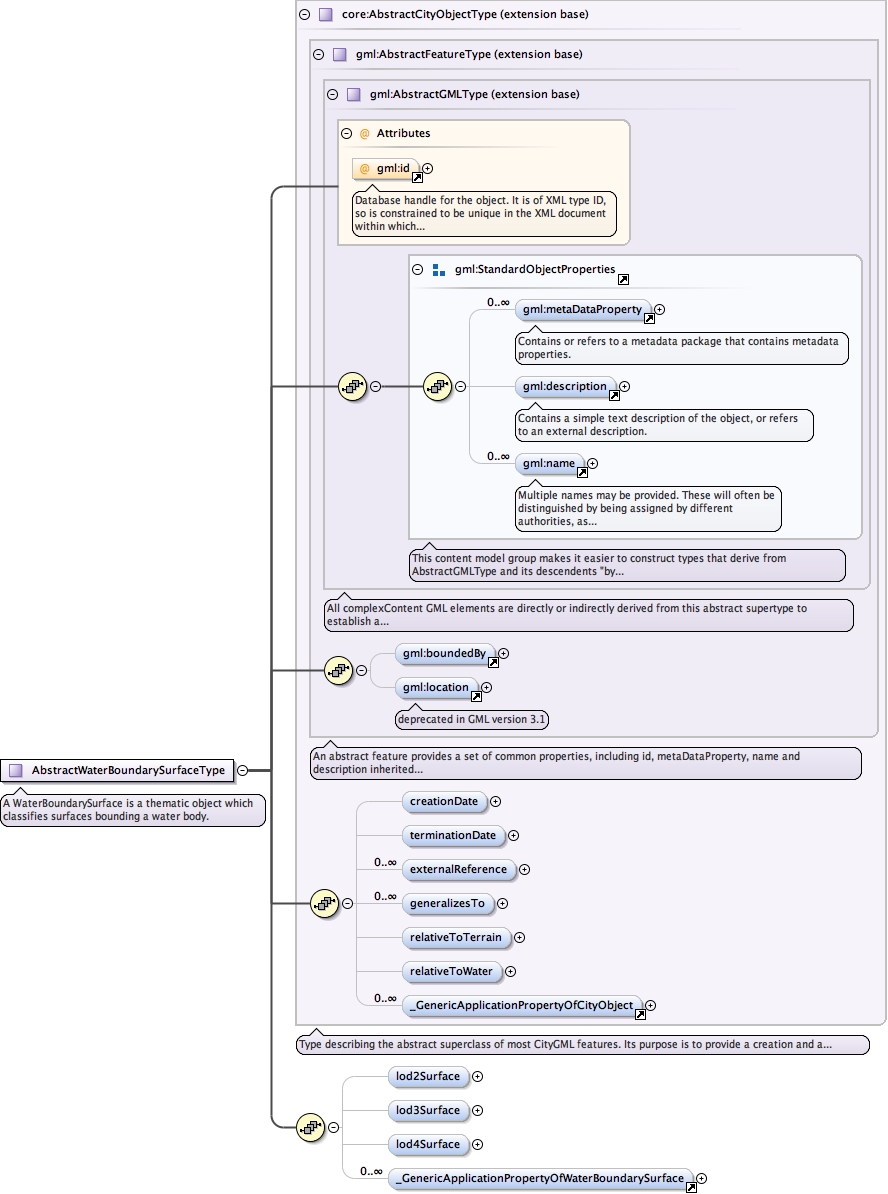 core:AbstractCityObjectType (extension base)
gml:AbstractFeatureType (extension base)
gml:AbstractGMLType (extension base)
@ Attributes
@ gml:id
Database handle for the object. It is of XML type ID,
so is constrained to be unique in the XML document
within which...
gml:StandardObjectProperties
0..∞
gml:metaDataProperty
Contains or refers to a metadata package that contains metadata
properties.
gml:description
Contains a simple text description of the object, or refers
to an external description.
0..∞
gml:name
Multiple names may be provided. These will often be
distinguished by being assigned by different
authorities, as...
This content model group makes it easier to construct types that derive from
AbstractGMLType and its descendents "by...
All complexContent GML elements are directly or indirectly derived from this abstract supertype to
establish a...
gml:boundedBy
gml:location
deprecated in GML version 3.1
An abstract feature provides a set of common properties, including id, metaDataProperty, name and
description inherited...
AbstractWaterBoundarySurfaceType
A WaterBoundarySurface is a thematic object which
classifies surfaces bounding a water body.
creationDate
terminationDate
0..∞
externalReference
0..∞
generalizesTo
relativeToTerrain
relativeToWater
0..∞
_GenericApplicationPropertyOfCityObject
Type describing the abstract superclass of most CityGML features. Its purpose is to provide a creation and a...
lod2Surface
lod3Surface
lod4Surface
0..∞
_GenericApplicationPropertyOfWaterBoundarySurface